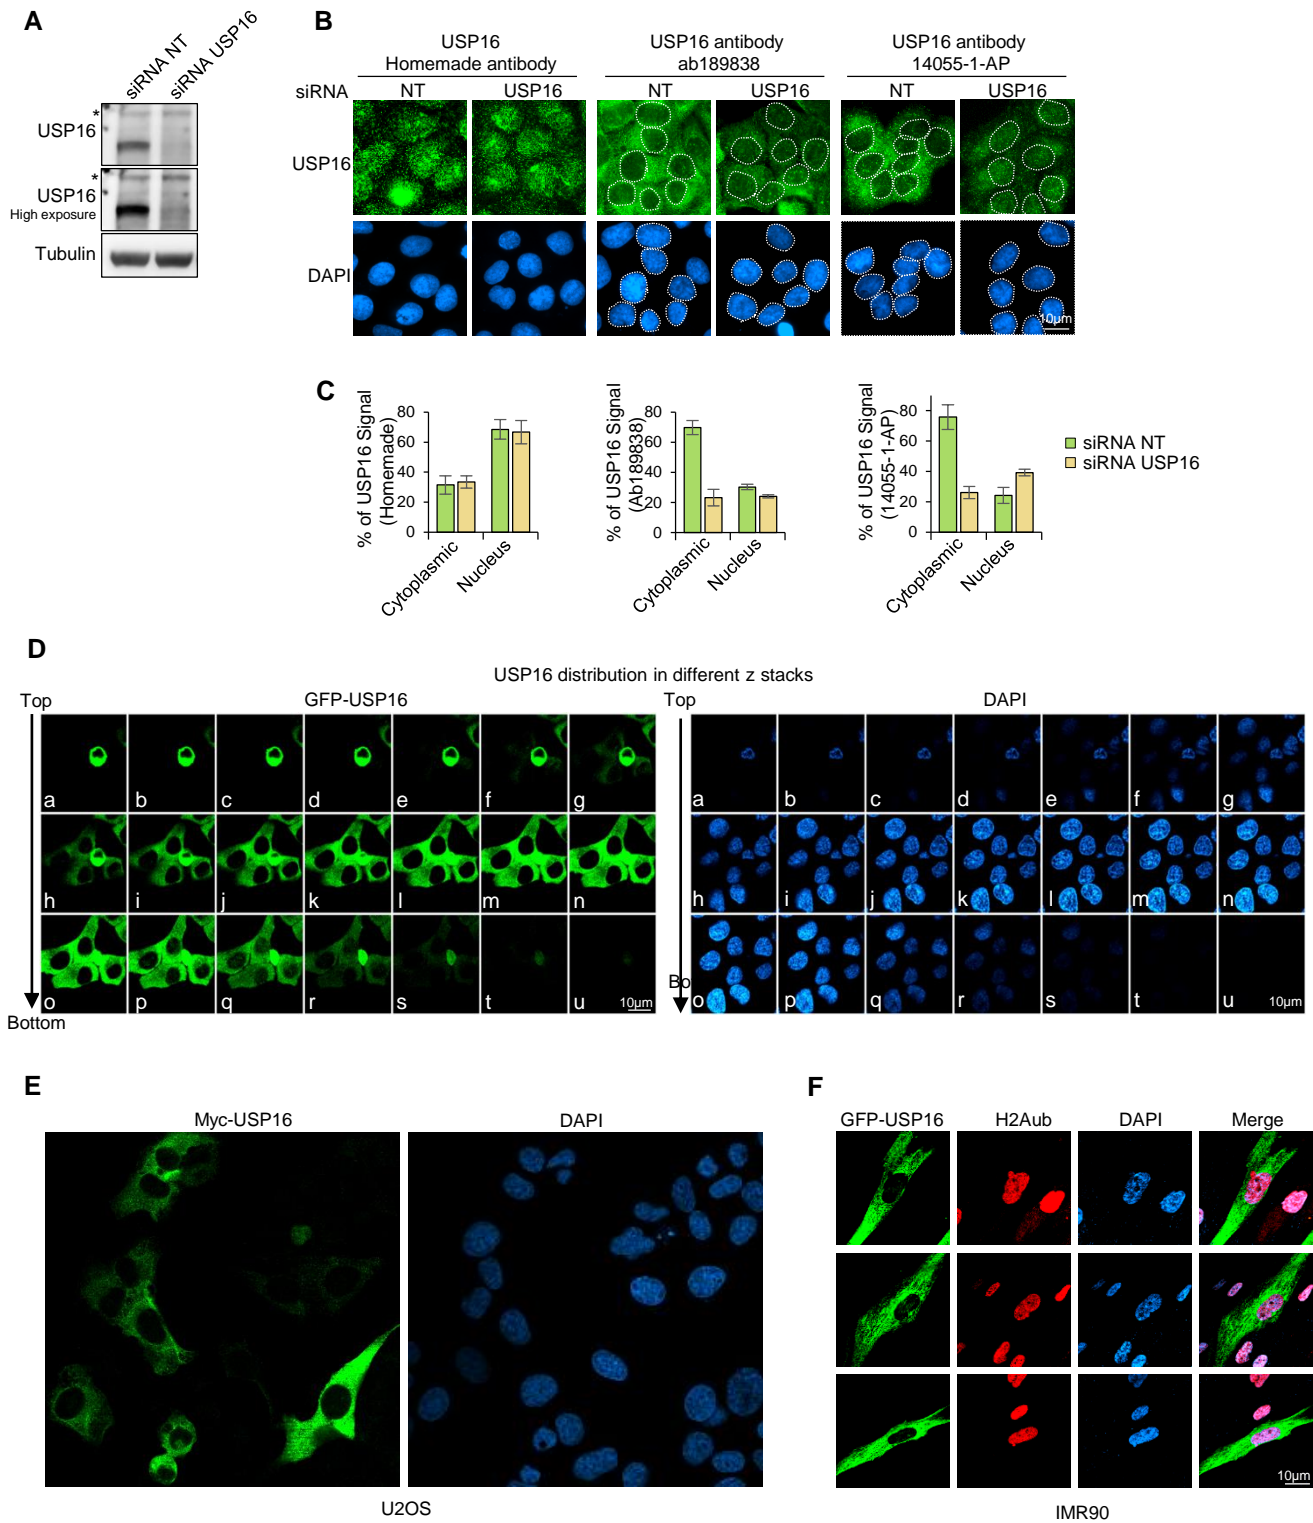 A
siRNA NT
siRNA USP16
*
USP16
*
USP16
High exposure
Tubulin
B
USP16
Homemade antibody
USP16 antibody
ab189838
USP16 antibody
14055-1-AP
siRNA
NT
USP16
NT
USP16
NT
USP16
USP16
DAPI
10µm
C
% of USP16 Signal
(Homemade)
80
60
40
20
0
Cytoplasmic
Nucleus
% of USP16 Signal
(Ab189838)
80
60
40
20
0
Cytoplasmic
Nucleus
% of USP16 Signal
(14055-1-AP)
80
60
40
20
0
Cytoplasmic
Nucleus
siRNA NT
siRNA USP16
D
USP16 distribution in different z stacks
Top
GFP-USP16
Top
DAPI
a b c d e f g
h i j k l m n
o p q r s t u
10µm
Bottom
a b c d e f g
h i j k l m n
Bo
o p q r s t u
10µm
E
Myc-USP16
DAPI
U2OS
F
GFP-USP16
H2Aub
DAPI
Merge
10µm
IMR90